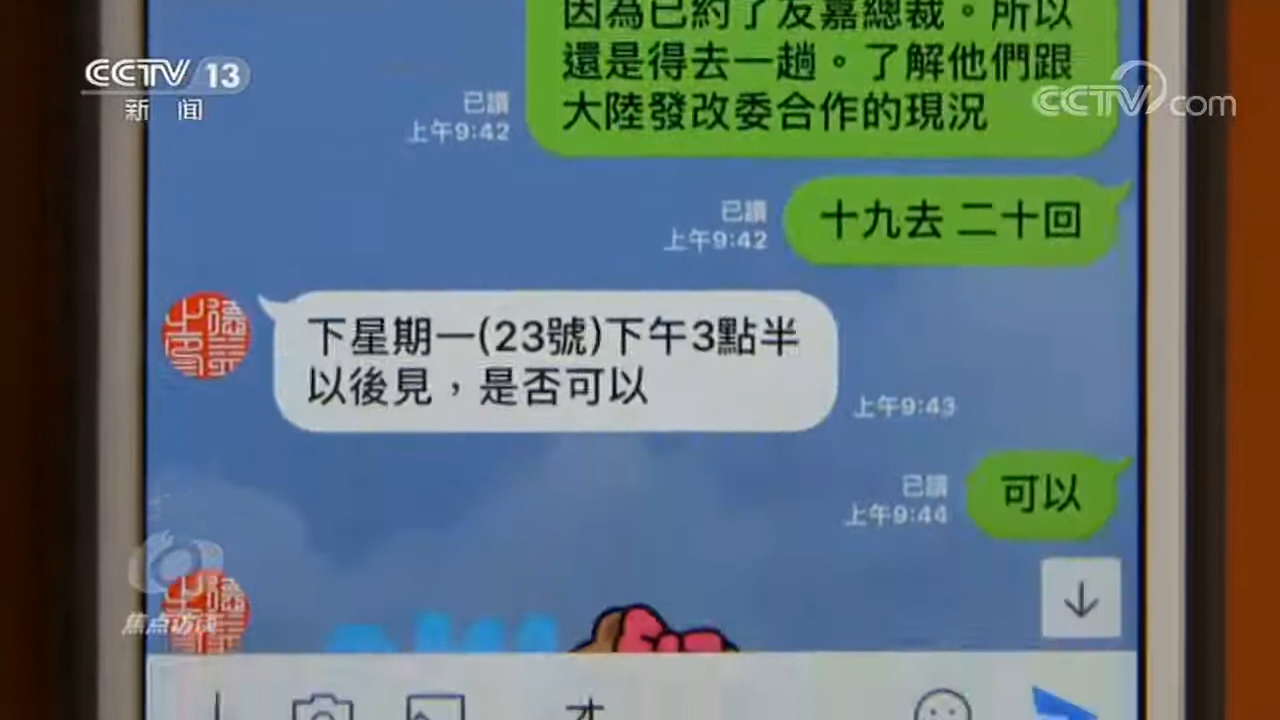 CCTV 13
新 闻
CCTV com
因為已約了友嘉總裁。所以
還是得去一趟。了解他們跟
大陸發改委合作的現況
已讀
上午9:42
十九去 二十回
已讀
上午9:42
下星期一(23號)下午3點半
以後見，是否可以
上午9:43
可以
已讀
上午9:44
焦点访谈